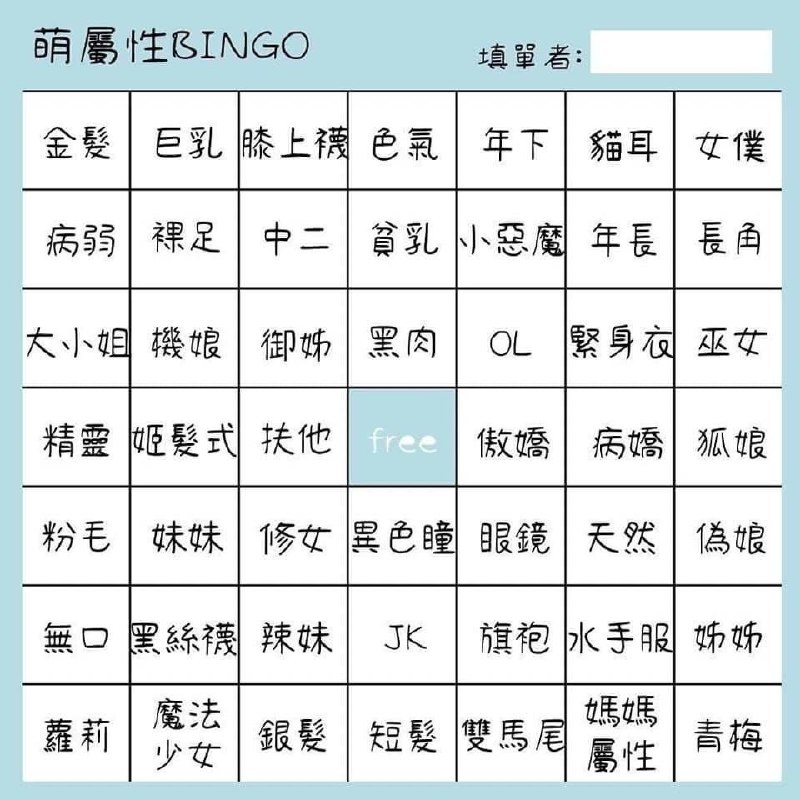 萌屬性BINGO
填單者:
金髮 巨乳 膝上襪 色氣 年下 貓耳 女僕
病弱 裸足 中二 貧乳 小惡魔 年長 長角
大小姐 機娘 御姊 黑肉 OL 緊身衣 巫女
精靈 姬髮式 扶他 free 傲嬌 病嬌 狐娘
粉毛 妹妹 修女 異色瞳 眼鏡 天然 偽娘
無口 黑絲襪 辣妹 JK 旗袍 水手服 姊姊
蘿莉 魔法少女 銀髮 短髮 雙馬尾 媽媽屬性 青梅